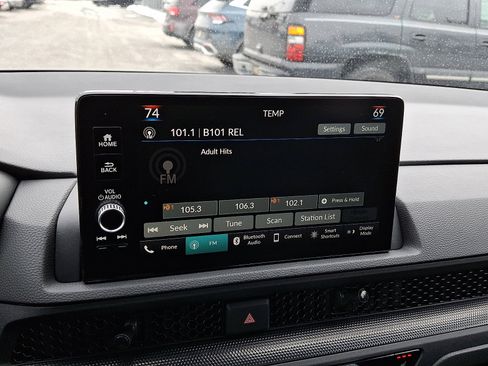 74 TEMP 69
HOME
101.1 | B101 REL Settings Sound
Adult Hits
BACK
FM
VOL
AUDIO
105.3 106.3 102.1 Press & Hold
Seek Tune Scan Station List
Phone FM Bluetooth Audio Connect Smart Shortcuts Display Mode